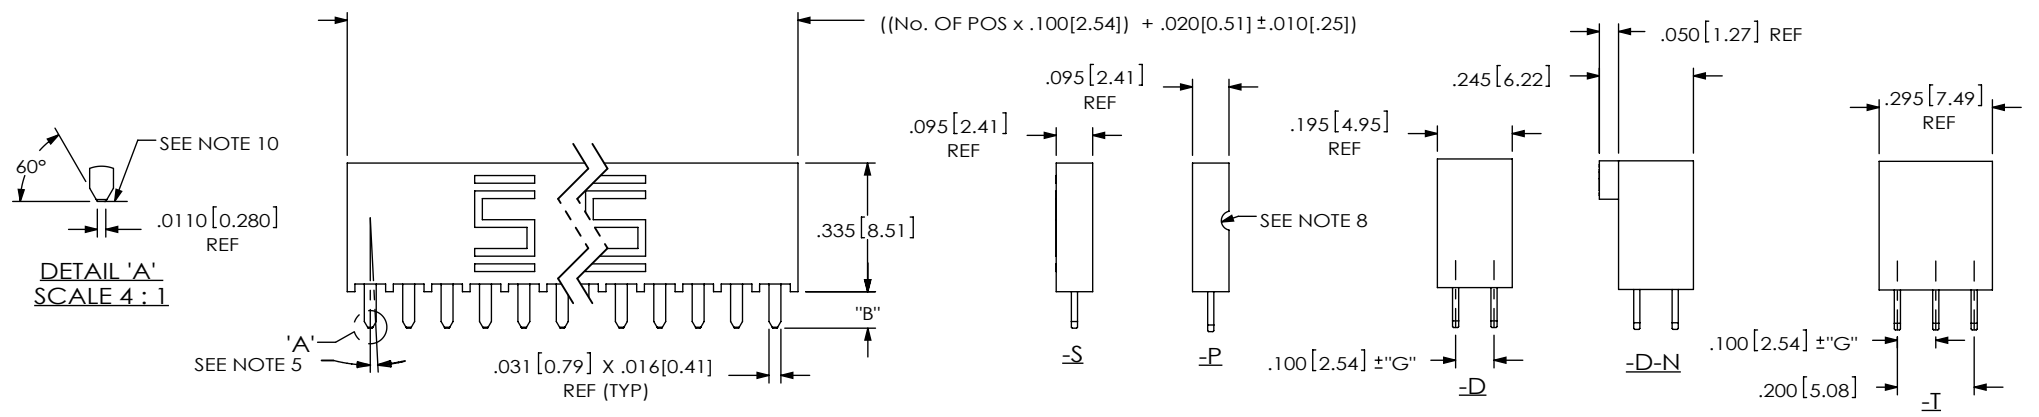 ((No. OF POS x .100[2.54]) + .020[0.51] ±.010[.25])
.050[1.27] REF
.095[2.41]
REF
.245[6.22]
.295[7.49]
REF
.095[2.41]
REF
.195[4.95]
REF
60°
SEE NOTE 10
.0110[0.280]
REF
DETAIL 'A'
SCALE 4 : 1
.335[8.51]
SEE NOTE 8
"B"
'A'
SEE NOTE 5
.031[0.79] X .016[0.41]
REF (TYP)
-S
-P
.100[2.54] ±"G"
-D
-D-N
.100[2.54] ±"G"
.200[5.08]
-T